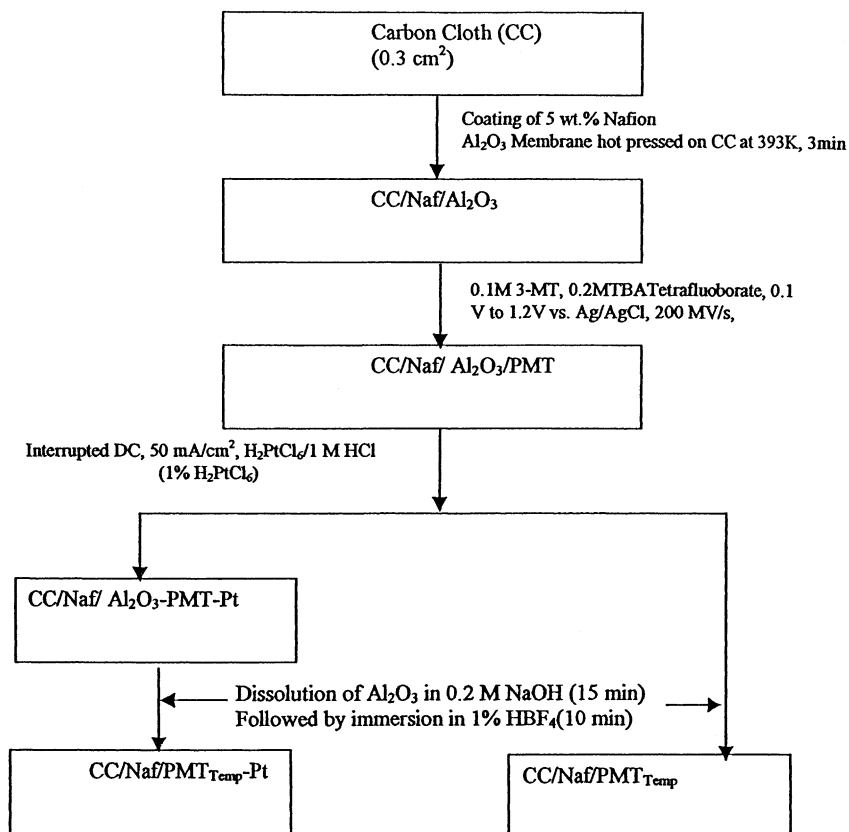 Carbon Cloth (CC)
(0.3 cm²)
Coating of 5 wt.% Nafion
Al₂O₃ Membrane hot pressed on CC at 393K, 3min
CC/Naf/Al₂O₃
0.1M 3-MT, 0.2MTBATetrafluoborate, 0.1
V to 1.2V vs. Ag/AgCl, 200 MV/s,
CC/Naf/ Al₂O₃/PMT
Interrupted DC, 50 mA/cm², H₂PtCl₆/1 M HCl
(1% H₂PtCl₆)
CC/Naf/ Al₂O₃-PMT-Pt
Dissolution of Al₂O₃ in 0.2 M NaOH (15 min)
Followed by immersion in 1% HBF₄(10 min)
CC/Naf/PMT_Temp-Pt
CC/Naf/PMT_Temp